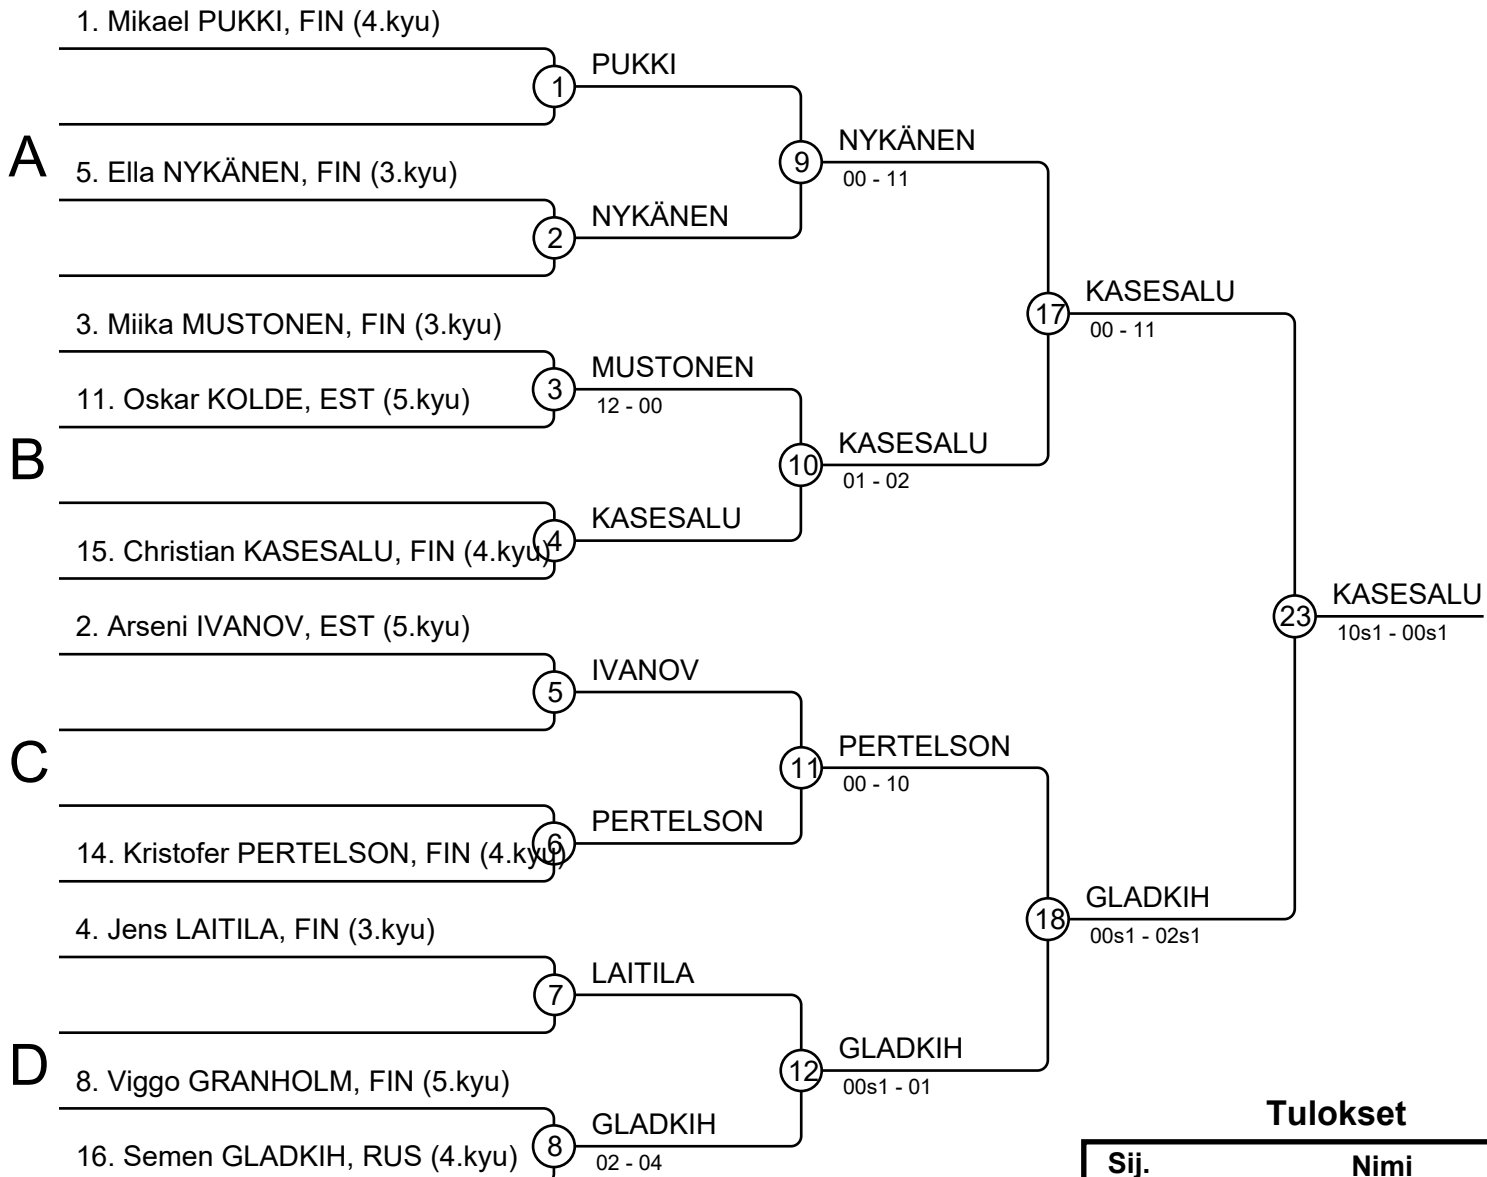 1. Mikael PUKKI, FIN (4.kyu)
1
PUKKI
A
5. Ella NYKÄNEN, FIN (3.kyu)
2
NYKÄNEN
9
NYKÄNEN
00 - 11
3. Miika MUSTONEN, FIN (3.kyu)
11. Oskar KOLDE, EST (5.kyu)
3
MUSTONEN
12 - 00
B
15. Christian KASESALU, FIN (4.kyu)
4
KASESALU
10
KASESALU
01 - 02
17
KASESALU
00 - 11
2. Arseni IVANOV, EST (5.kyu)
5
IVANOV
C
14. Kristofer PERTELSON, FIN (4.kyu)
6
PERTELSON
11
PERTELSON
00 - 10
4. Jens LAITILA, FIN (3.kyu)
7
LAITILA
D
8. Viggo GRANHOLM, FIN (5.kyu)
16. Semen GLADKIH, RUS (4.kyu)
8
GLADKIH
02 - 04
12
GLADKIH
00s1 - 01
18
GLADKIH
00s1 - 02s1
23
KASESALU
10s1 - 00s1
Tulokset
Sij. Nimi